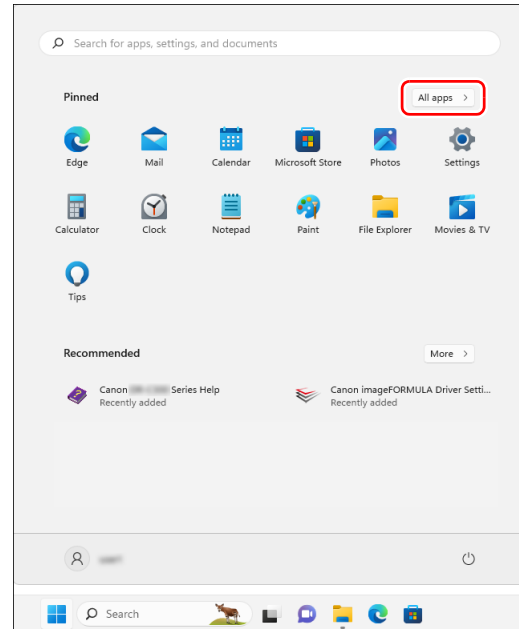 Search for apps, settings, and documents
Pinned
All apps >
Edge Mail Calendar Microsoft Store Photos Settings
Calculator Clock Notepad Paint File Explorer Movies & TV
Tips
Recommended
More >
Canon Series Help
Recently added
Canon imageFORMULA Driver Setti...
Recently added
Search